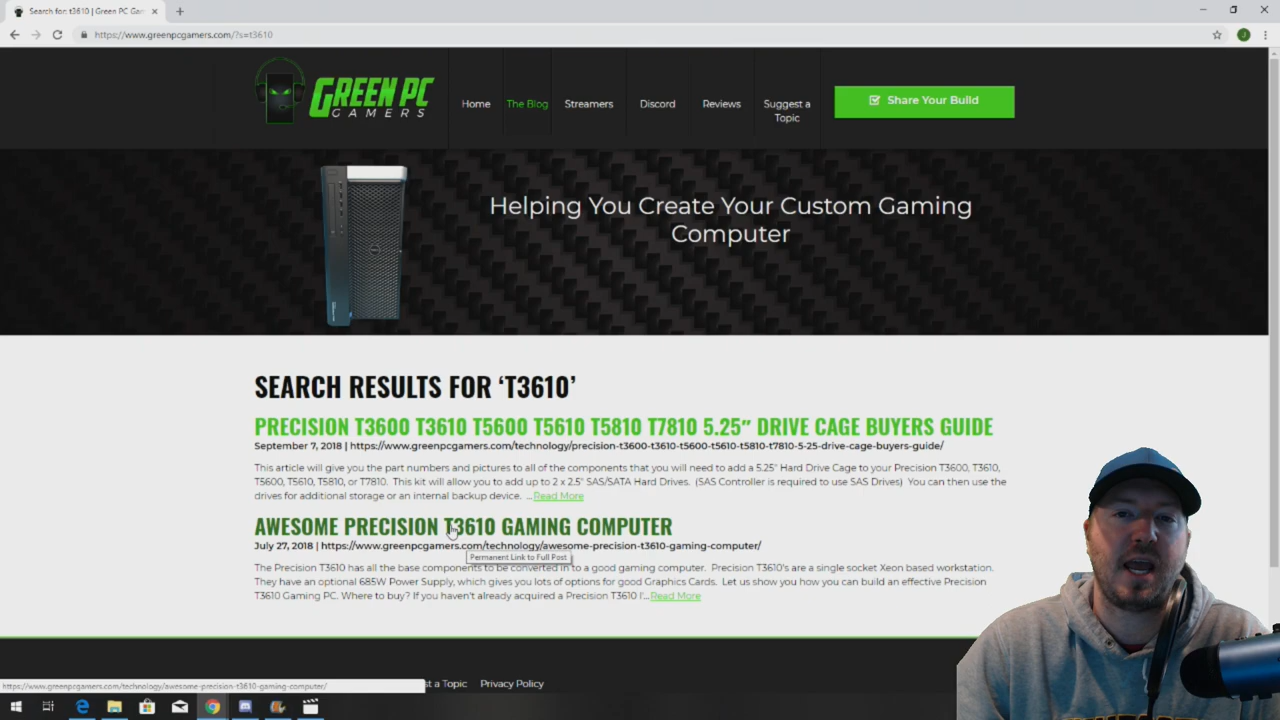 Search for: t3610 | Green PC Gam
https://www.greenpcgamers.com/?s=t3610
J
GREEN PC
GAMERS
Home
The Blog
Streamers
Discord
Reviews
Suggest a
Topic
Share Your Build
Helping You Create Your Custom Gaming
Computer
SEARCH RESULTS FOR ‘T3610’
PRECISION T3600 T3610 T5600 T5610 T5810 T7810 5.25″ DRIVE CAGE BUYERS GUIDE
September 7, 2018 | https://www.greenpcgamers.com/technology/precision-t3600-t3610-t5600-t5610-t5810-t7810-5-25-drive-cage-buyers-guide/
This article will give you the part numbers and pictures to all of the components that you will need to add a 5.25" Hard Drive Cage to your Precision T3600, T3610,
T5600, T5610, T5810, or T7810. This kit will allow you to add up to 2 x 2.5" SAS/SATA Hard Drives. (SAS Controller is required to use SAS Drives) You can then use the
drives for additional storage or an internal backup device. ...Read More
AWESOME PRECISION T3610 GAMING COMPUTER
July 27, 2018 | https://www.greenpcgamers.com/technology/awesome-precision-t3610-gaming-computer/
Permanent Link to Full Post
The Precision T3610 has all the base components to be converted in to a good gaming computer. Precision T3610's are a single socket Xeon based workstation.
They have an optional 685W Power Supply, which gives you lots of options for good Graphics Cards. Let us show you how you can build an effective Precision
T3610 Gaming PC. Where to buy? If you haven't already acquired a Precision T3610 I'...Read More
st a Topic
Privacy Policy
https://www.greenpcgamers.com/technology/awesome-precision-t3610-gaming-computer/